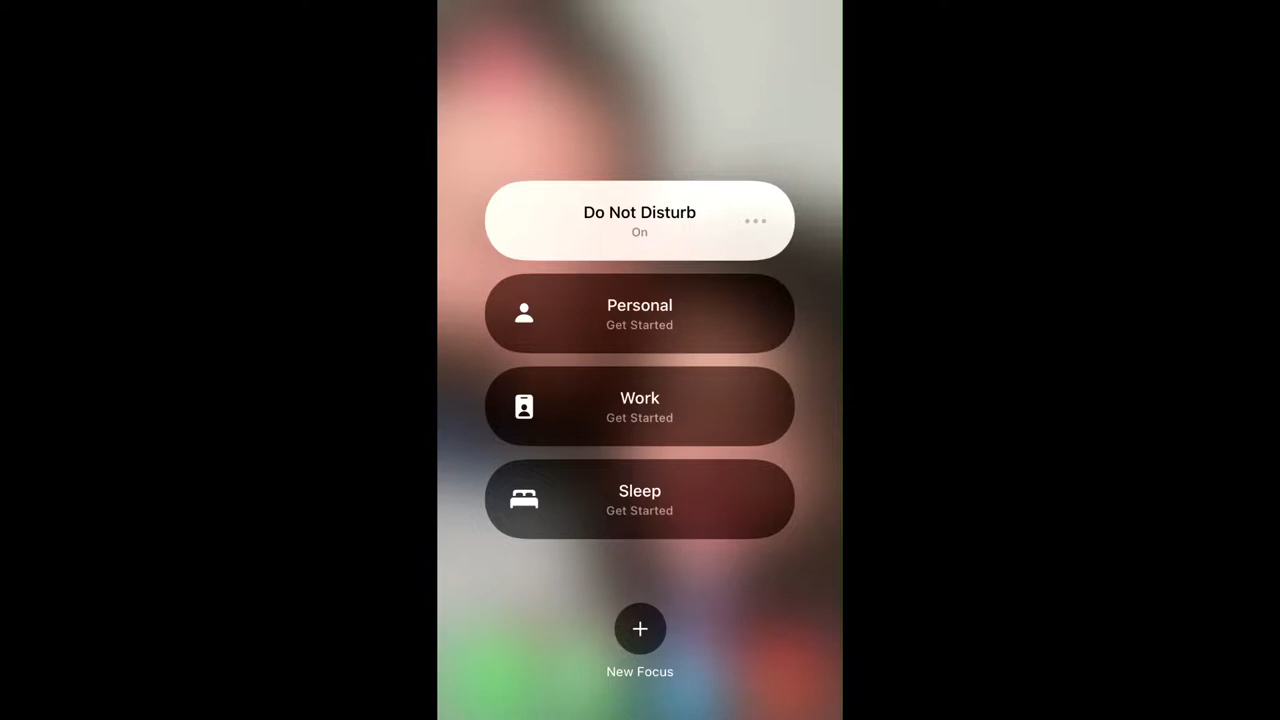 Do Not Disturb
On
Personal
Get Started
Work
Get Started
Sleep
Get Started
New Focus